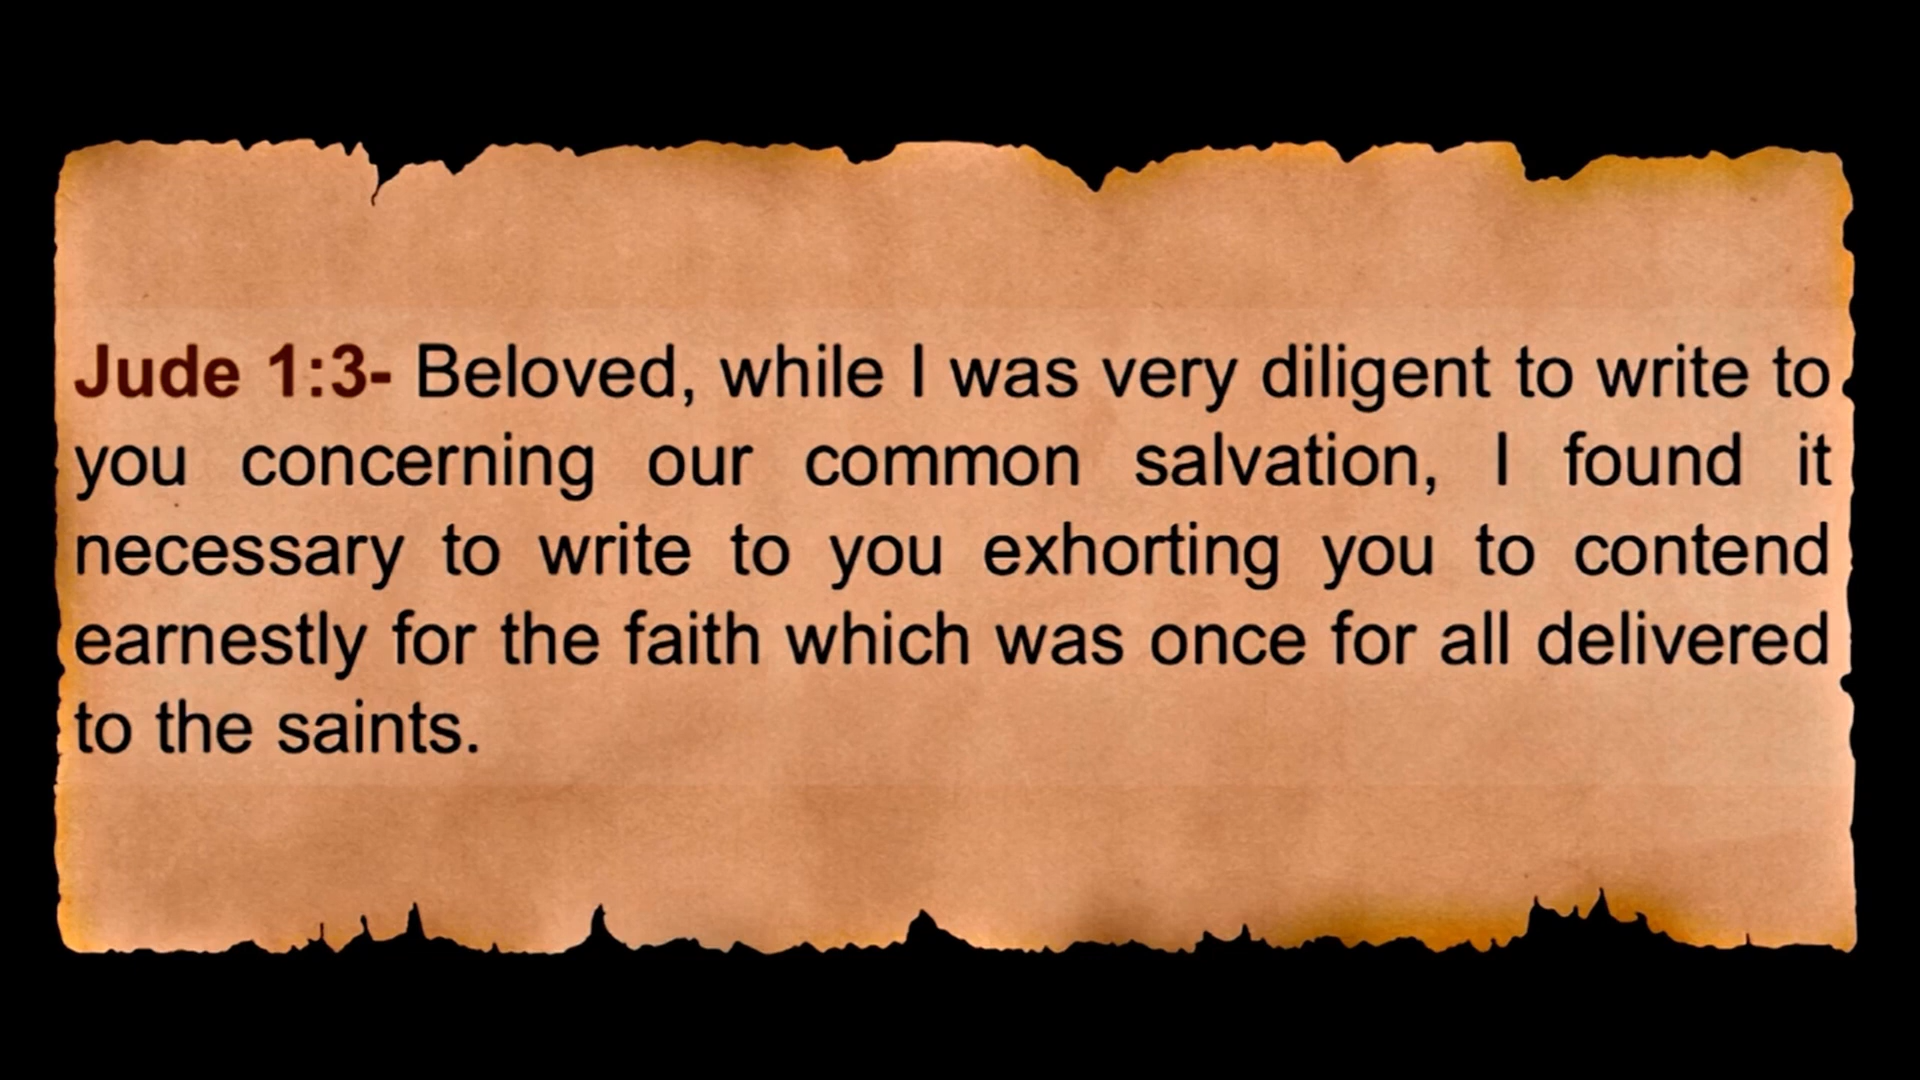 Jude 1:3- Beloved, while I was very diligent to write to
you concerning our common salvation, I found it
necessary to write to you exhorting you to contend
earnestly for the faith which was once for all delivered
to the saints.